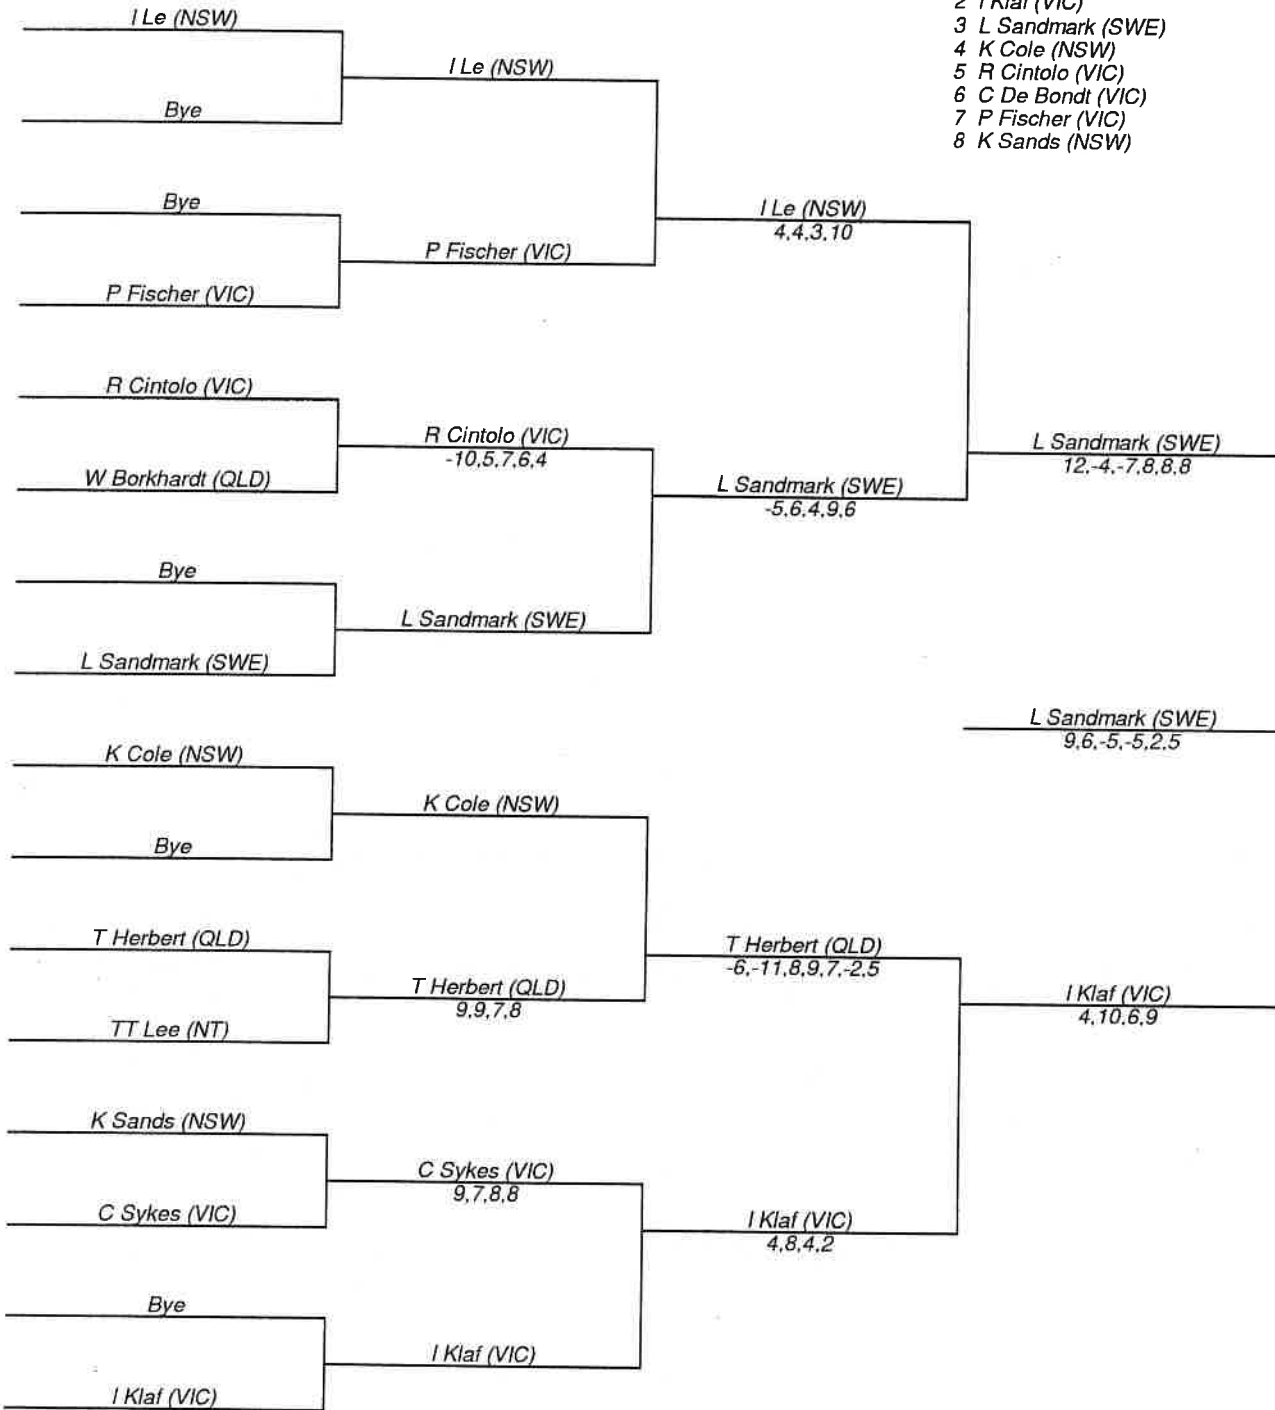 2 I Klaf (VIC)
3 L Sandmark (SWE)
4 K Cole (NSW)
5 R Cintolo (VIC)
6 C De Bondt (VIC)
7 P Fischer (VIC)
8 K Sands (NSW)
I Le (NSW)
Bye
Bye
P Fischer (VIC)
R Cintolo (VIC)
W Borkhardt (QLD)
Bye
L Sandmark (SWE)
K Cole (NSW)
Bye
T Herbert (QLD)
TT Lee (NT)
K Sands (NSW)
C Sykes (VIC)
Bye
I Klaf (VIC)
I Le (NSW)
P Fischer (VIC)
R Cintolo (VIC)
-10,5,7,6,4
L Sandmark (SWE)
K Cole (NSW)
T Herbert (QLD)
9,9,7,8
C Sykes (VIC)
9,7,8,8
I Klaf (VIC)
I Le (NSW)
4,4,3,10
L Sandmark (SWE)
-5,6,4,9,6
T Herbert (QLD)
-6,-11,8,9,7,-2,5
I Klaf (VIC)
4,8,4,2
L Sandmark (SWE)
12,-4,-7,8,8,8
I Klaf (VIC)
4,10,6,9
L Sandmark (SWE)
9,6,-5,-5,2,5